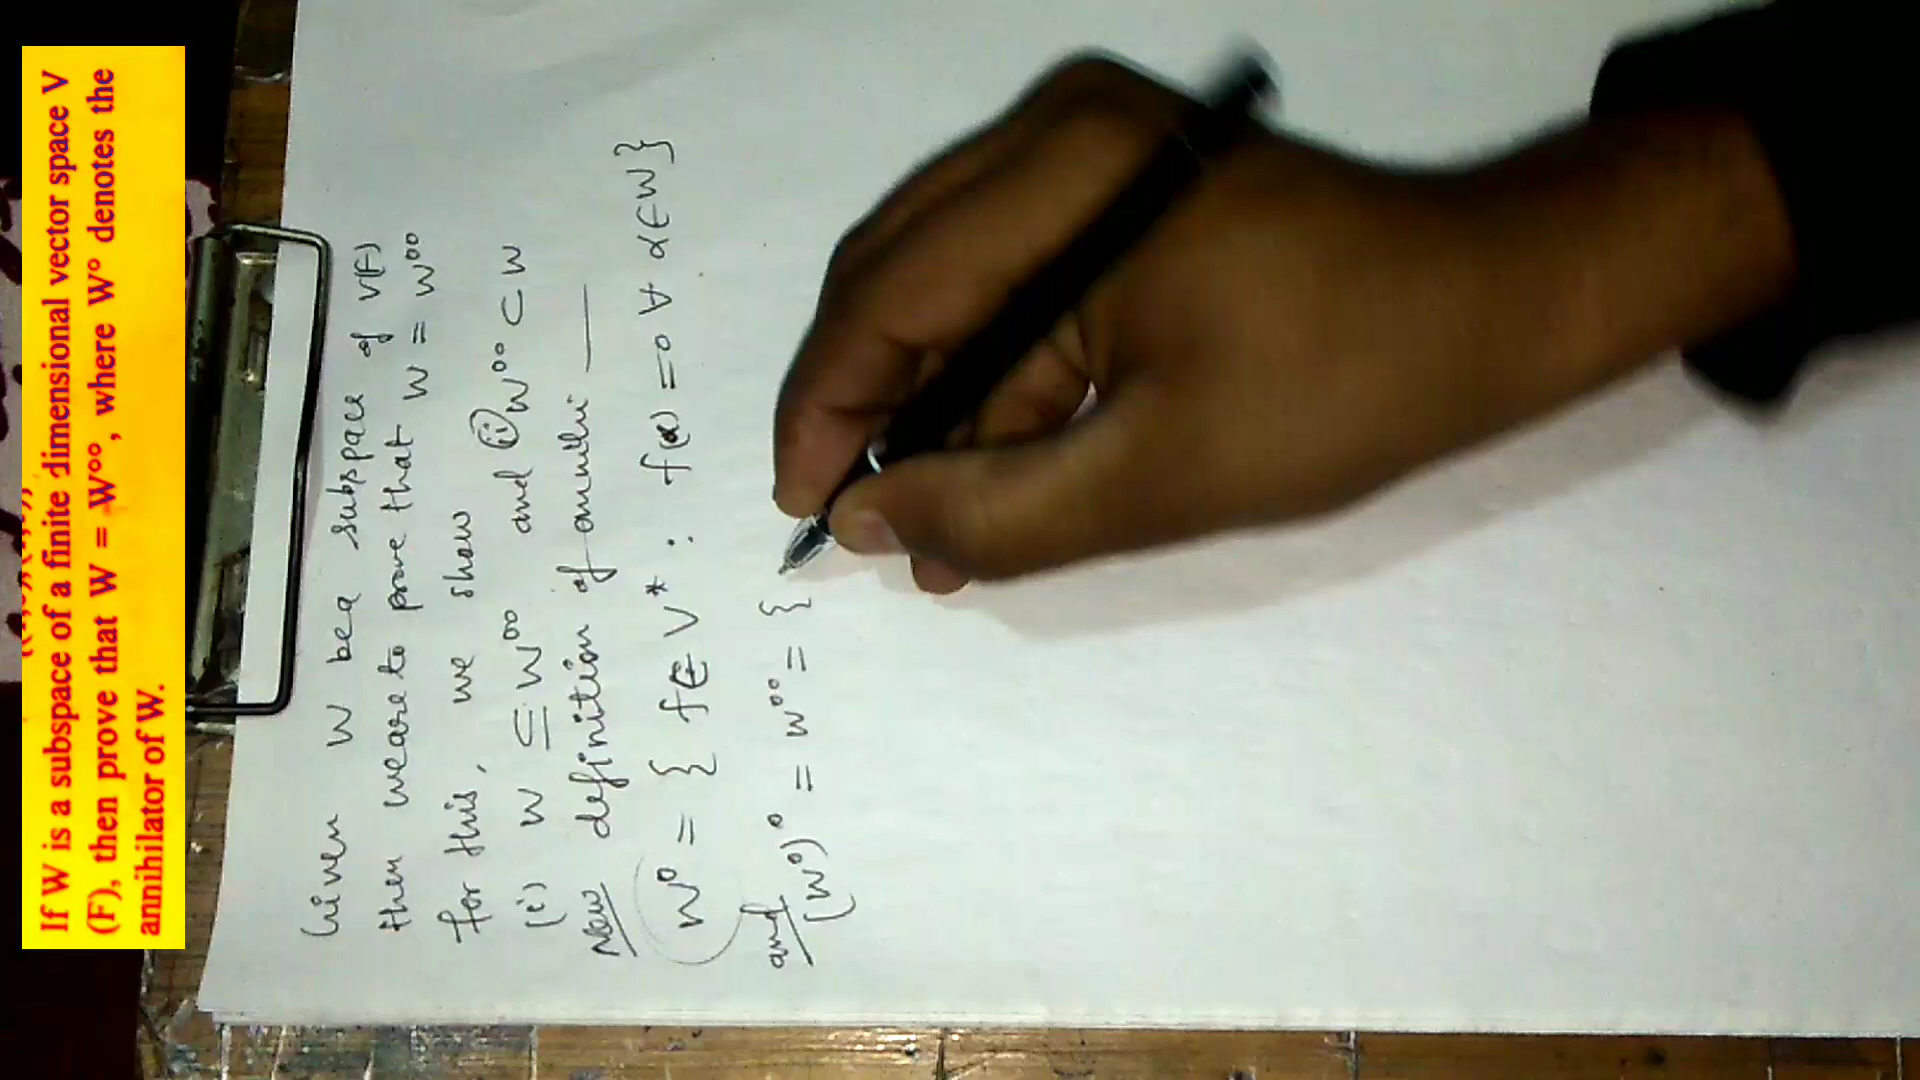 If W is a subspace of a finite dimensional vector space V
(F), then prove that W = W°°, where W° denotes the
annihilator of W.
Given W be a subspace of V(F)
then we are to prove that W = W°°
for this, we show
(i) W ⊆ W°° and (ii) W°° ⊂ W
Now definition of annihi
W° = { f ∈ V* : f(α) = 0 ∀ α ∈ W }
and
(W°)° = W°° = {